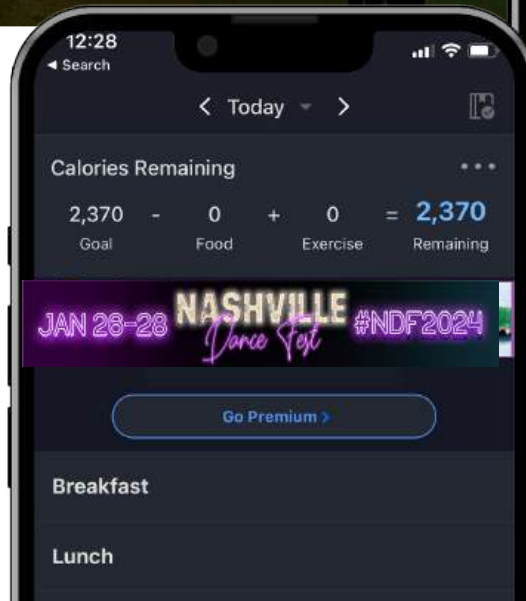 12:28
◄ Search
< Today >
Calories Remaining
2,370 - 0 + 0 = 2,370
Goal Food Exercise Remaining
JAN 26-28 NASHVILLE Dance Fest #NDF2024
Go Premium >
Breakfast
Lunch